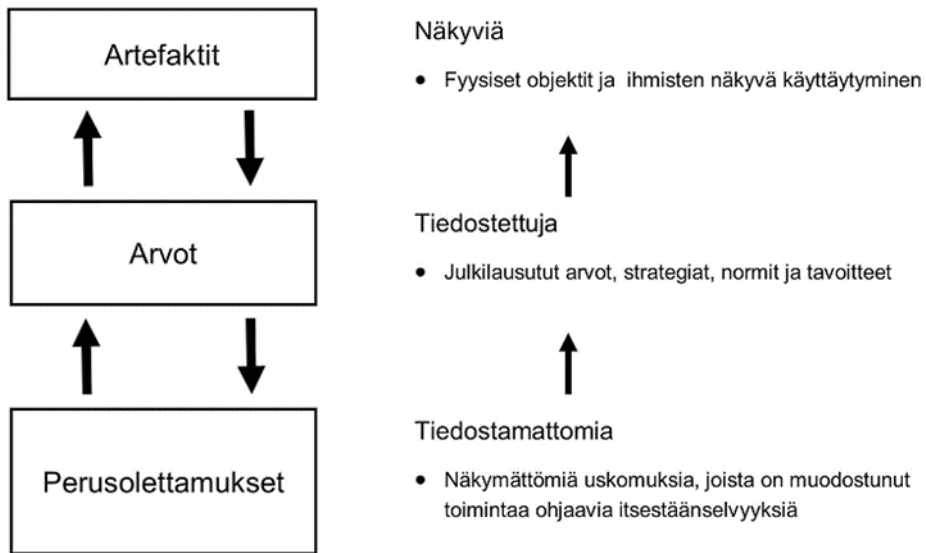 Artefaktit
Näkyviä
• Fyysiset objektit ja ihmisten näkyvä käyttäytyminen
Arvot
Tiedostettuja
• Julkilausutut arvot, strategiat, normit ja tavoitteet
Perusolettamukset
Tiedostamattomia
• Näkymättömiä uskomuksia, joista on muodostunut
toimintaa ohjaavia itsestäänselvyyksiä